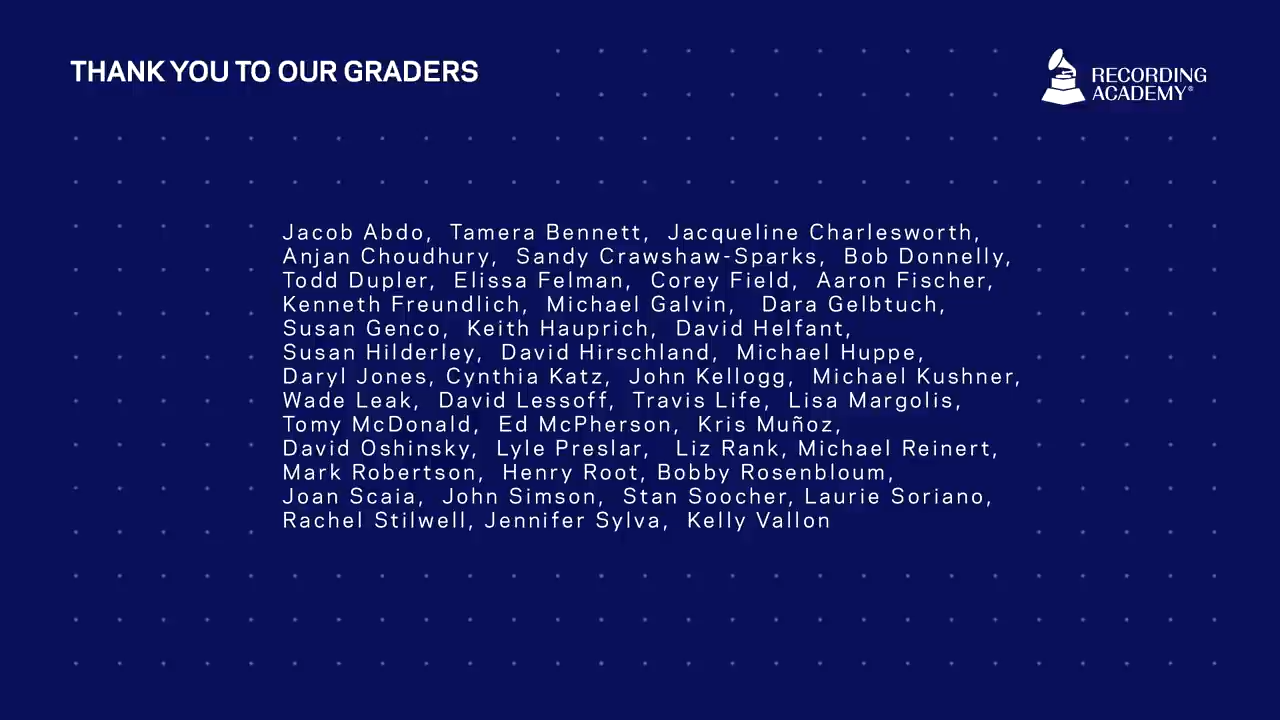 THANK YOU TO OUR GRADERS
RECORDING
ACADEMY®
Jacob Abdo, Tamera Bennett, Jacqueline Charlesworth,
Anjan Choudhury, Sandy Crawshaw-Sparks, Bob Donnelly,
Todd Dupler, Elissa Felman, Corey Field, Aaron Fischer,
Kenneth Freundlich, Michael Galvin, Dara Gelbtuch,
Susan Genco, Keith Hauprich, David Helfant,
Susan Hilderley, David Hirschland, Michael Huppe,
Daryl Jones, Cynthia Katz, John Kellogg, Michael Kushner,
Wade Leak, David Lessoff, Travis Life, Lisa Margolis,
Tomy McDonald, Ed McPherson, Kris Muñoz,
David Oshinsky, Lyle Preslar, Liz Rank, Michael Reinert,
Mark Robertson, Henry Root, Bobby Rosenbloum,
Joan Scaia, John Simson, Stan Soocher, Laurie Soriano,
Rachel Stilwell, Jennifer Sylva, Kelly Vallon